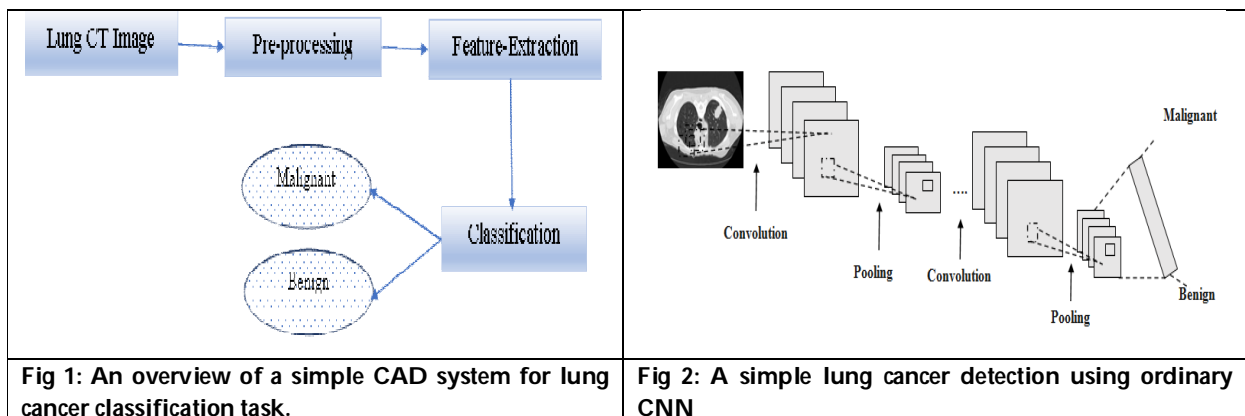 Lung CT Image
Pre-processing
Feature-Extraction
Malignant
Classification
Benign
Fig 1: An overview of a simple CAD system for lung
cancer classification task.
Malignant
....
Convolution
Pooling
Convolution
Benign
Pooling
Fig 2: A simple lung cancer detection using ordinary
CNN